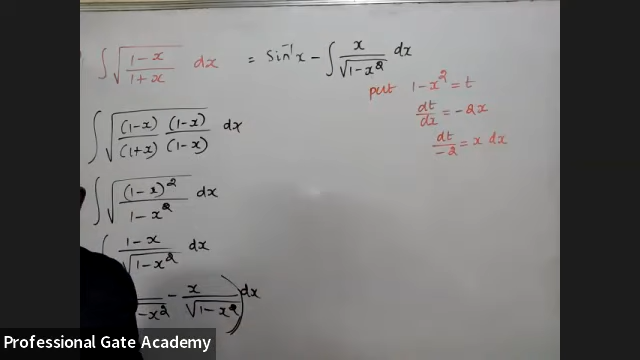 ∫ √((1-x)/(1+x)) dx = sin⁻¹x - ∫ x/√(1-x²) dx
put 1-x² = t
dt/dx = -2x
dt/-2 = x dx
∫ √((1-x)/(1+x) (1-x)/(1-x)) dx
∫ √((1-x)²/(1-x²)) dx
∫ (1-x)/√(1-x²) dx
-x² - x/√(1-x²)) dx
Professional Gate Academy